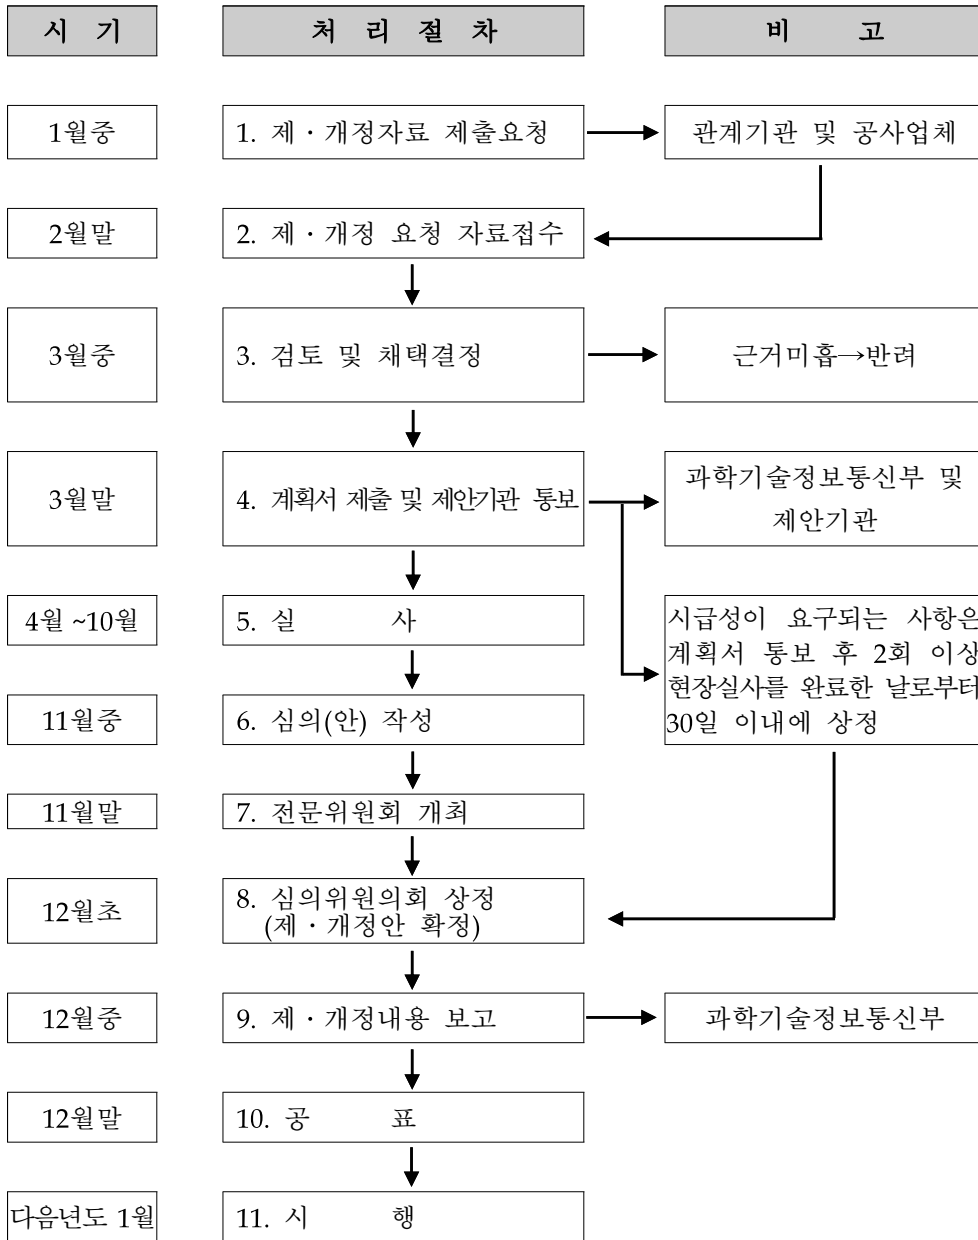 시 기 처 리 절 차 비 고
1월중 1. 제 · 개정자료 제출요청 관계기관 및 공사업체
2월말 2. 제 · 개정 요청 자료접수
3월중 3. 검토 및 채택결정 근거미흡→반려
3월말 4. 계획서 제출 및 제안기관 통보 과학기술정보통신부 및
제안기관
4월 ~10월 5. 실 사
시급성이 요구되는 사항은
계획서 통보 후 2회 이상
현장실사를 완료한 날로부터
30일 이내에 상정
11월중 6. 심의(안) 작성
11월말 7. 전문위원회 개최
12월초 8. 심의위원의회 상정
(제 · 개정안 확정)
12월중 9. 제 · 개정내용 보고 과학기술정보통신부
12월말 10. 공 표
다음년도 1월 11. 시 행